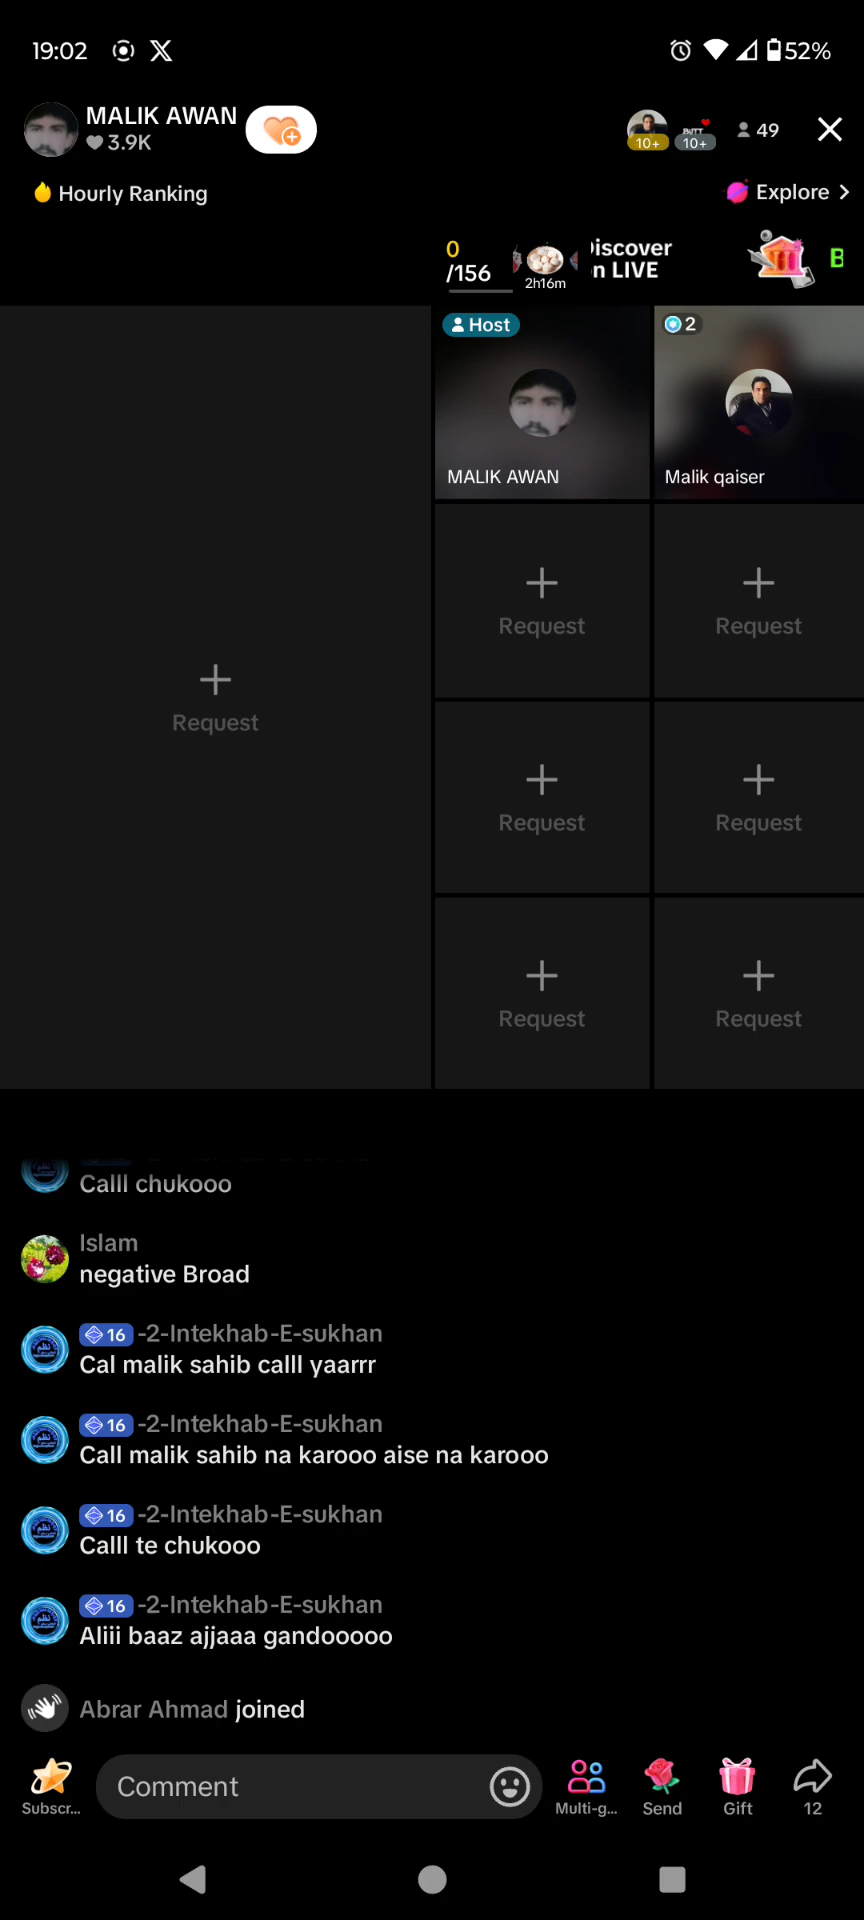 19:02
52%
MALIK AWAN
3.9K
10+
10+
49
Hourly Ranking
Explore
0
/156
2h16m
iscover
n LIVE
B
Host
2
MALIK AWAN
Malik qaiser
Request
Request
Request
Request
Request
Request
Request
Calll chukooo
Islam
negative Broad
16 -2-Intekhab-E-sukhan
Cal malik sahib calll yaarrr
16 -2-Intekhab-E-sukhan
Call malik sahib na karooo aise na karooo
16 -2-Intekhab-E-sukhan
Calll te chukooo
16 -2-Intekhab-E-sukhan
Aliii baaz ajjaaa gandooooo
Abrar Ahmad joined
Comment
Subscr...
Multi-g...
Send
Gift
12